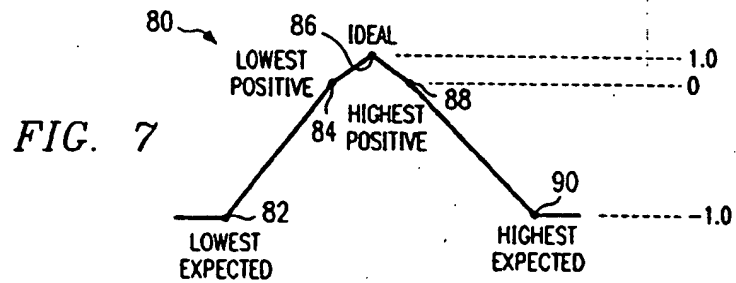 80
86
IDEAL
1.0
LOWEST
POSITIVE
0
88
84
HIGHEST
POSITIVE
FIG. 7
82
90
-1.0
LOWEST
EXPECTED
HIGHEST
EXPECTED